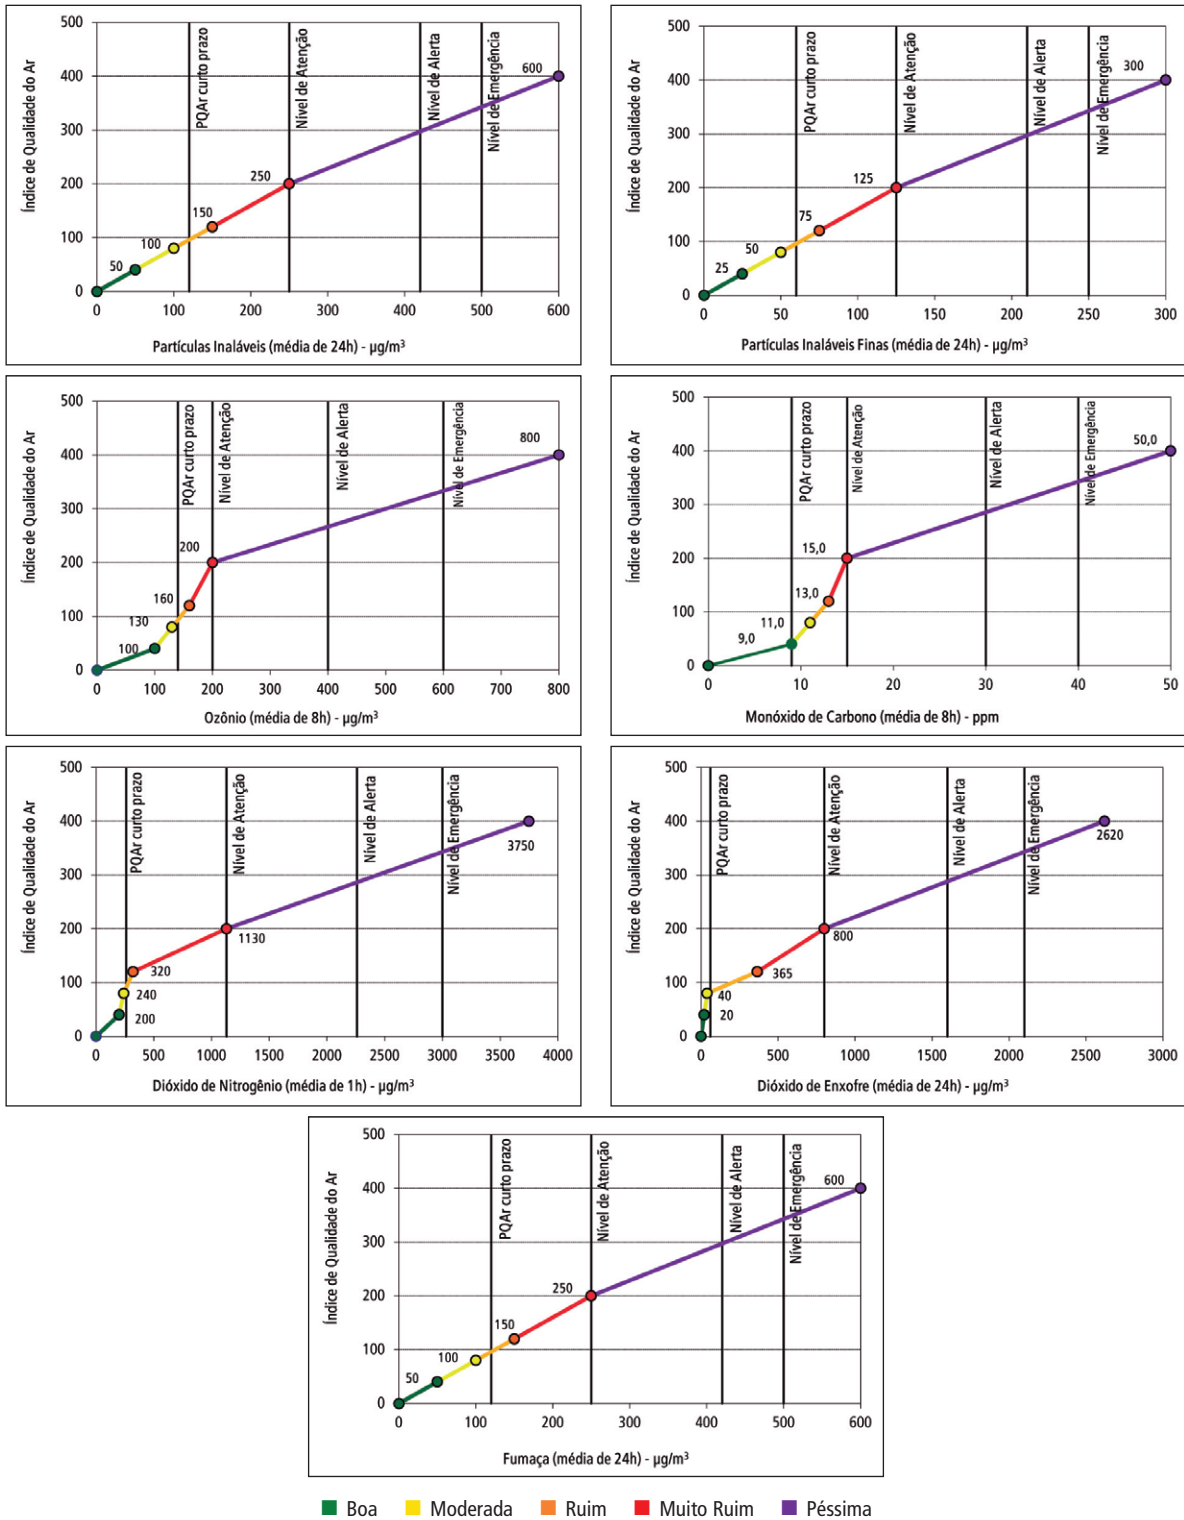 500
400
300
200
100
0
Índice de Qualidade do Ar
PQAr curto prazo
Nível de Atenção
Nível de Alerta
Nível de Emergência
50
100
150
250
600
0 100 200 300 400 500 600
Partículas Inaláveis (média de 24h) - µg/m³
500
400
300
200
100
0
Índice de Qualidade do Ar
PQAr curto prazo
Nível de Atenção
Nível de Alerta
Nível de Emergência
25
50
75
125
300
0 50 100 150 200 250 300
Partículas Inaláveis Finas (média de 24h) - µg/m³
500
400
300
200
100
0
Índice de Qualidade do Ar
PQAr curto prazo
Nível de Atenção
Nível de Alerta
Nível de Emergência
100
130
160
200
800
0 100 200 300 400 500 600 700 800
Ozônio (média de 8h) - µg/m³
500
400
300
200
100
0
Índice de Qualidade do Ar
PQAr curto prazo
Nível de Atenção
Nível de Alerta
Nível de Emergência
9,0
11,0
13,0
15,0
50,0
0 10 20 30 40 50
Monóxido de Carbono (média de 8h) - ppm
500
400
300
200
100
0
Índice de Qualidade do Ar
PQAr curto prazo
Nível de Atenção
Nível de Alerta
Nível de Emergência
200
240
320
1130
3750
0 500 1000 1500 2000 2500 3000 3500 4000
Dióxido de Nitrogênio (média de 1h) - µg/m³
500
400
300
200
100
0
Índice de Qualidade do Ar
PQAr curto prazo
Nível de Atenção
Nível de Alerta
Nível de Emergência
20
40
365
800
2620
0 500 1000 1500 2000 2500 3000
Dióxido de Enxofre (média de 24h) - µg/m³
500
400
300
200
100
0
Índice de Qualidade do Ar
PQAr curto prazo
Nível de Atenção
Nível de Alerta
Nível de Emergência
50
100
150
250
600
0 100 200 300 400 500 600
Fumaça (média de 24h) - µg/m³
Boa Moderada Ruim Muito Ruim Péssima